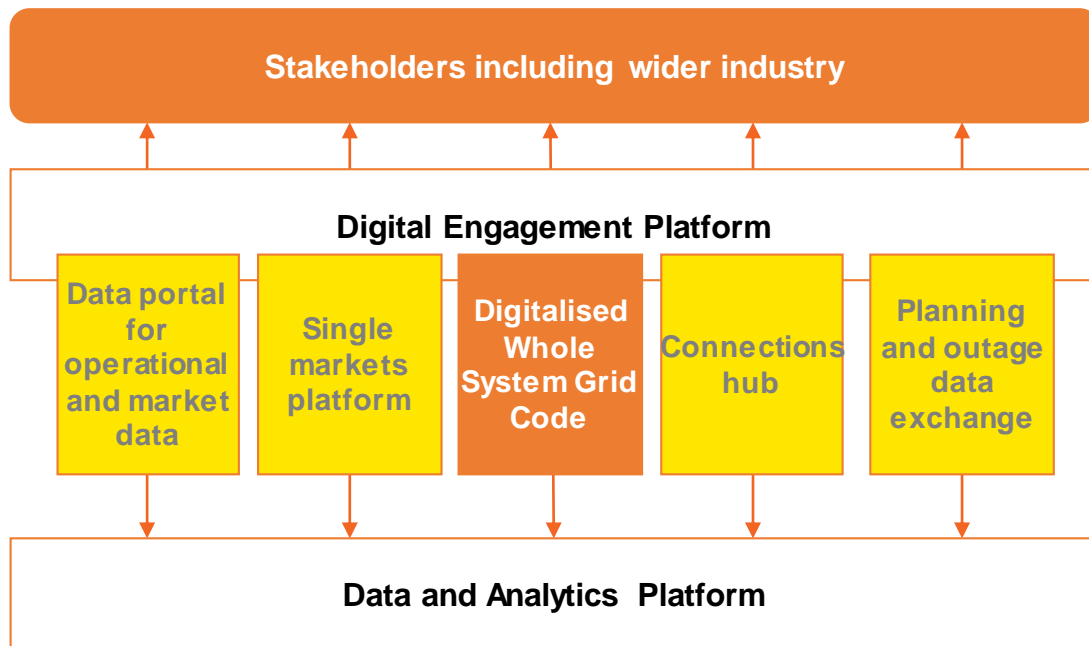 Stakeholders including wider industry
Digital Engagement Platform
Data portal
for
operational
and market
data
Single
markets
platform
Digitalised
Whole
System Grid
Code
Connections
hub
Planning
and outage
data
exchange
Data and Analytics Platform